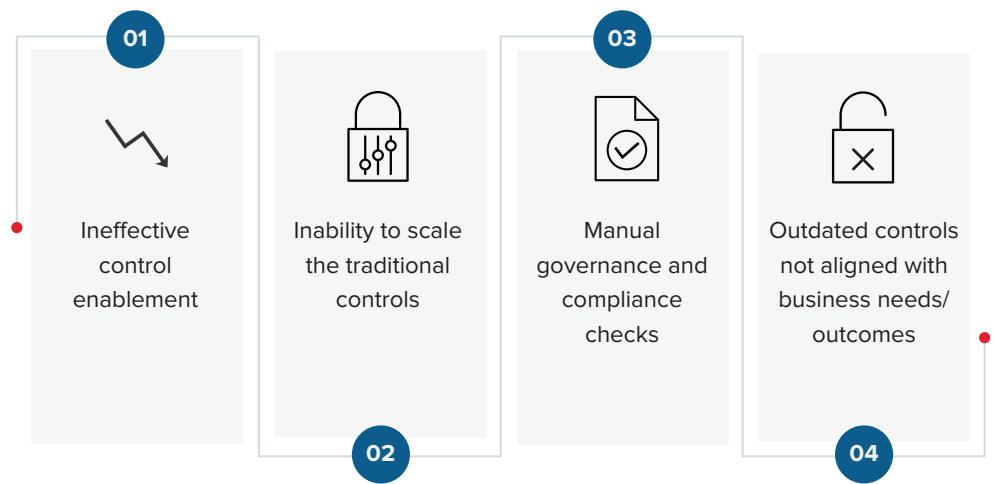 01
Ineffective
control
enablement
02
Inability to scale
the traditional
controls
03
Manual
governance and
compliance
checks
04
Outdated controls
not aligned with
business needs/
outcomes